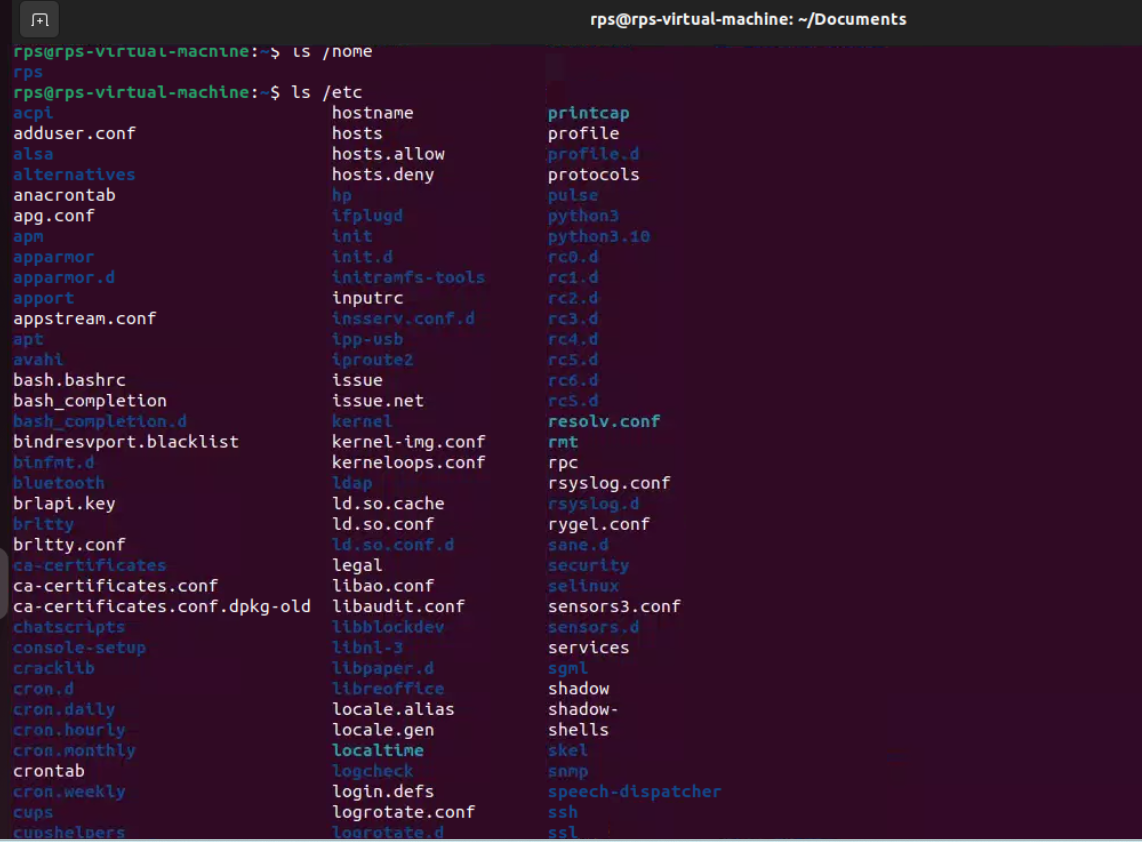 rps@rps-virtual-machine: ~/Documents
rps@rps-virtual-machine:~$ ls /home
rps
rps@rps-virtual-machine:~$ ls /etc
acpi hostname printcap
adduser.conf hosts profile
alsa hosts.allow profile.d
alternatives hosts.deny protocols
anacrontab hp pulse
apg.conf ifplugd python3
apm init python3.10
apparmor init.d rc0.d
apparmor.d initramfs-tools rc1.d
apport inputrc rc2.d
appstream.conf insserv.conf.d rc3.d
apt ipp-usb rc4.d
avahi iproute2 rc5.d
bash.bashrc issue rc6.d
bash_completion issue.net rcS.d
bash_completion.d kernel resolv.conf
bindresvport.blacklist kernel-img.conf rmt
binfmt.d kerneloops.conf rpc
bluetooth ldap rsyslog.conf
brlapi.key ld.so.cache rsyslog.d
brltty ld.so.conf rygel.conf
brltty.conf ld.so.conf.d sane.d
ca-certificates legal security
ca-certificates.conf libao.conf selinux
ca-certificates.conf.dpkg-old libaudit.conf sensors3.conf
chatscripts libblockdev sensors.d
console-setup libnl-3 services
cracklib libpaper.d sgml
cron.d libreoffice shadow
cron.daily locale.alias shadow-
cron.hourly locale.gen shells
cron.monthly localtime skel
crontab logcheck snmp
cron.weekly login.defs speech-dispatcher
cups logrotate.conf ssh
cupshelpers logrotate.d ssl